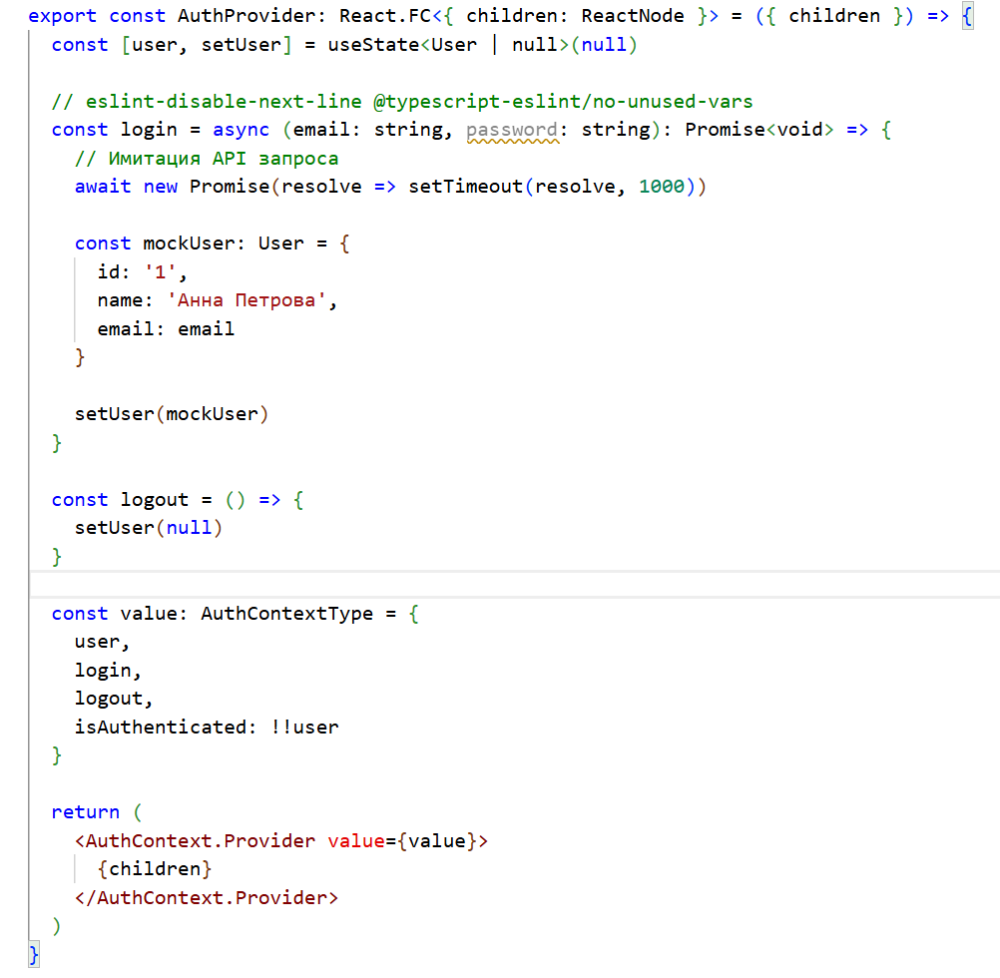 export const AuthProvider: React.FC<{ children: ReactNode }> = ({ children }) => {
  const [user, setUser] = useState<User | null>(null)

  // eslint-disable-next-line @typescript-eslint/no-unused-vars
  const login = async (email: string, password: string): Promise<void> => {
    // Имитация API запроса
    await new Promise(resolve => setTimeout(resolve, 1000))

    const mockUser: User = {
      id: '1',
      name: 'Анна Петрова',
      email: email
    }

    setUser(mockUser)
  }

  const logout = () => {
    setUser(null)
  }

  const value: AuthContextType = {
    user,
    login,
    logout,
    isAuthenticated: !!user
  }

  return (
    <AuthContext.Provider value={value}>
      {children}
    </AuthContext.Provider>
  )
}